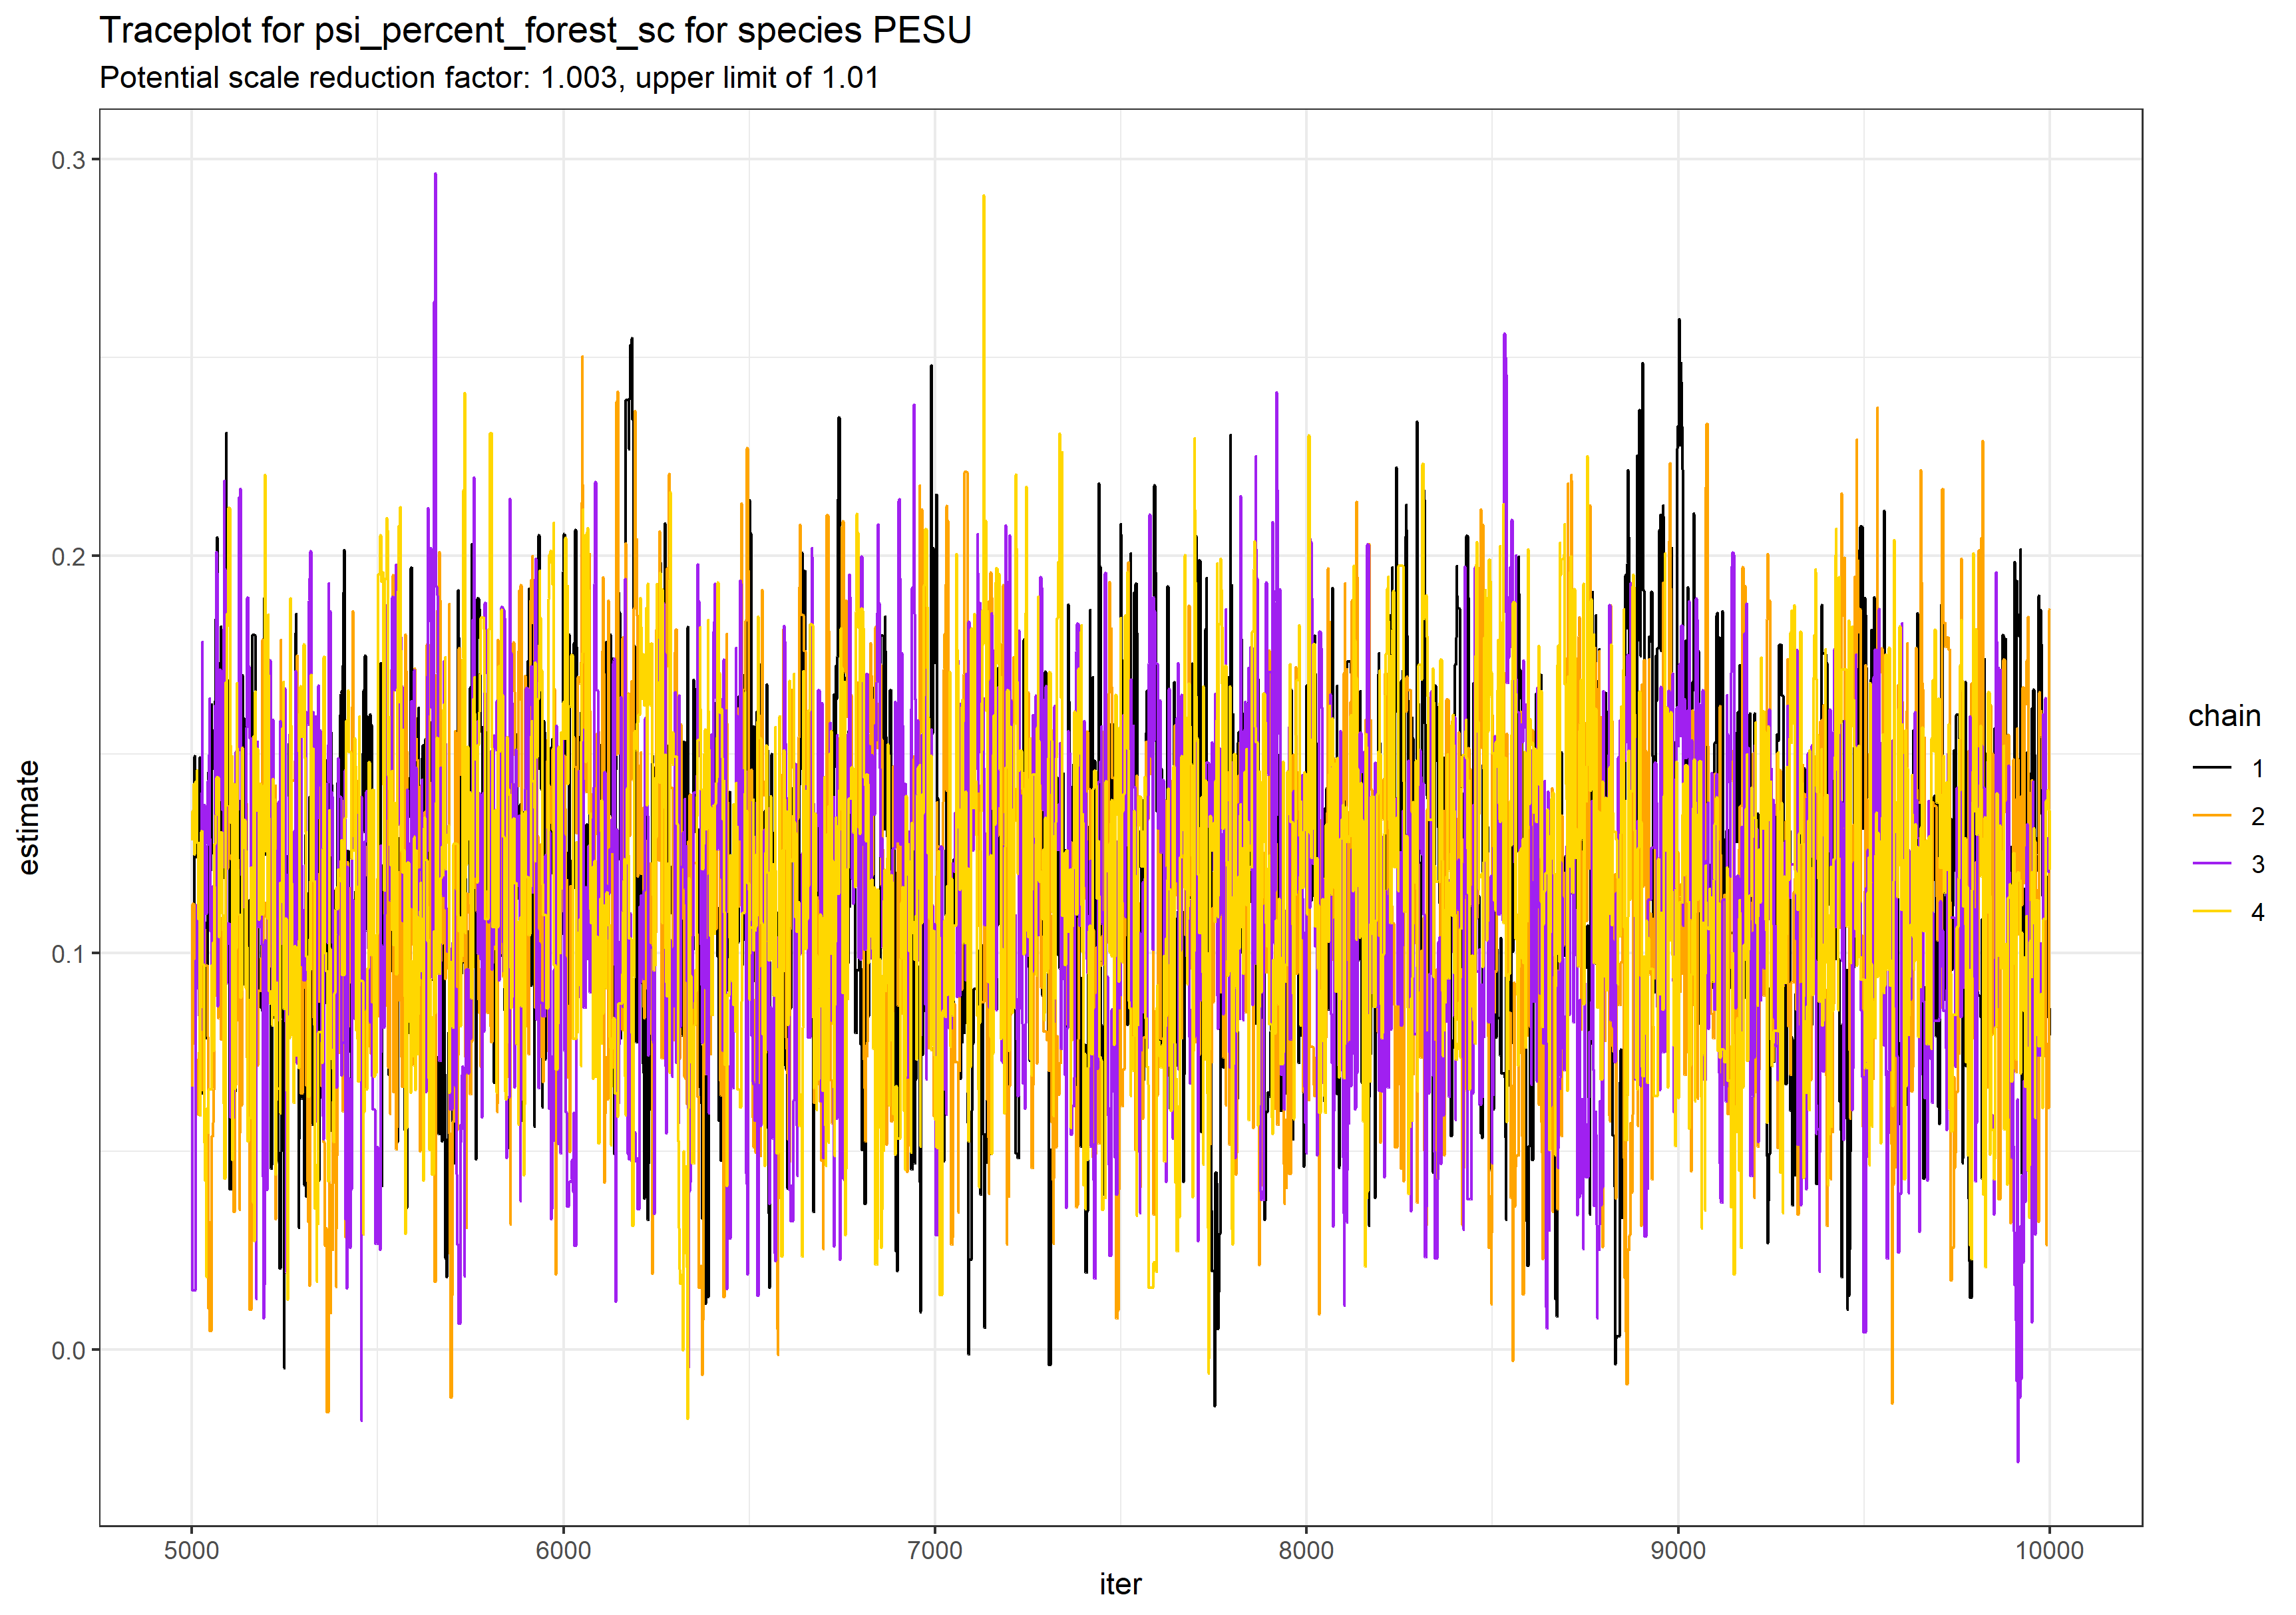 Traceplot for psi_percent_forest_sc for species PESU
Potential scale reduction factor: 1.003, upper limit of 1.01
0.3
0.2
0.1
0.0
estimate
5000 6000 7000 8000 9000 10000
iter
chain
1
2
3
4